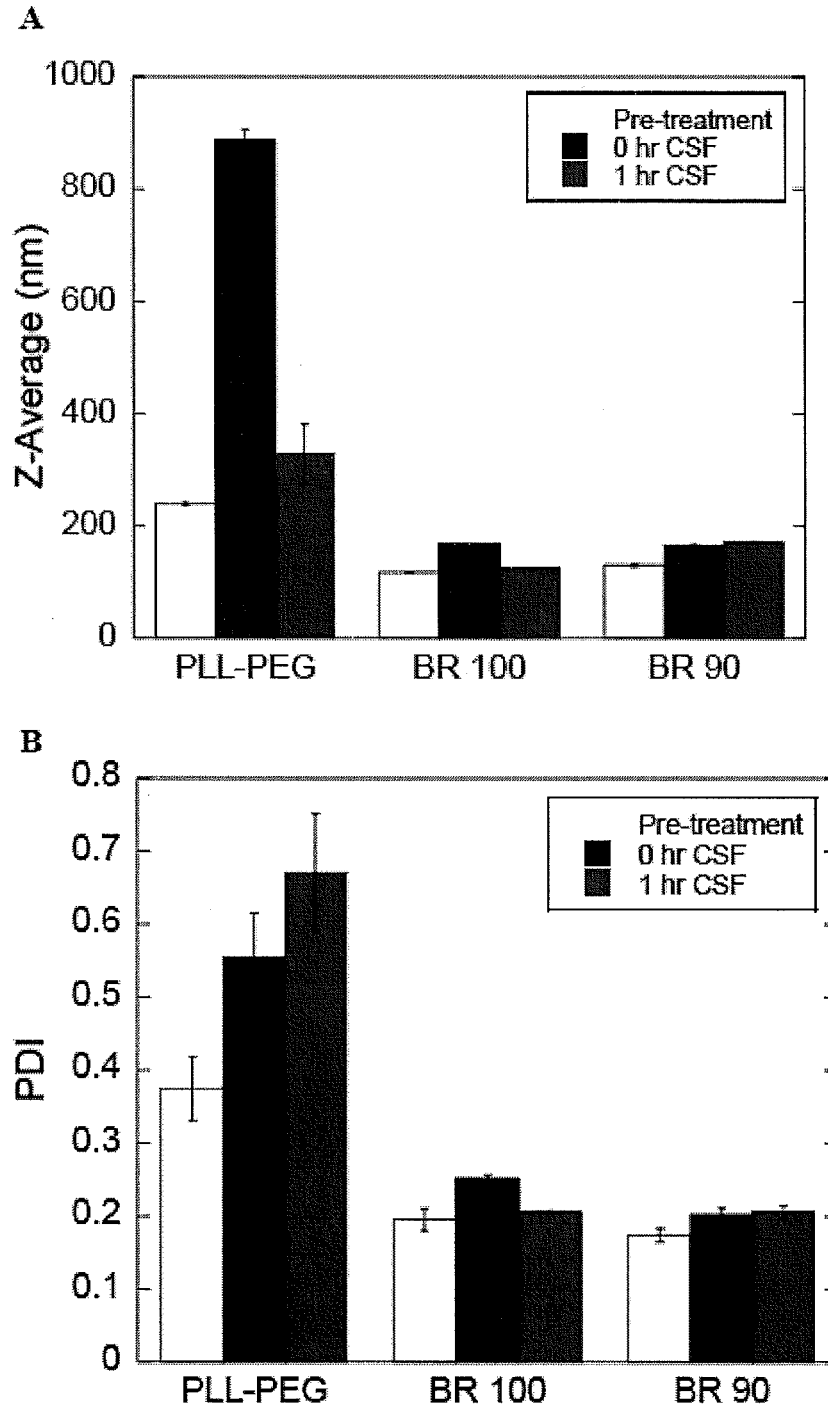 A
1000
800
600
400
200
0
Z-Average (nm)
Pre-treatment
0 hr CSF
1 hr CSF
PLL-PEG BR 100 BR 90
B
0.8
0.7
0.6
0.5
0.4
0.3
0.2
0.1
0
PDI
Pre-treatment
0 hr CSF
1 hr CSF
PLL-PEG BR 100 BR 90